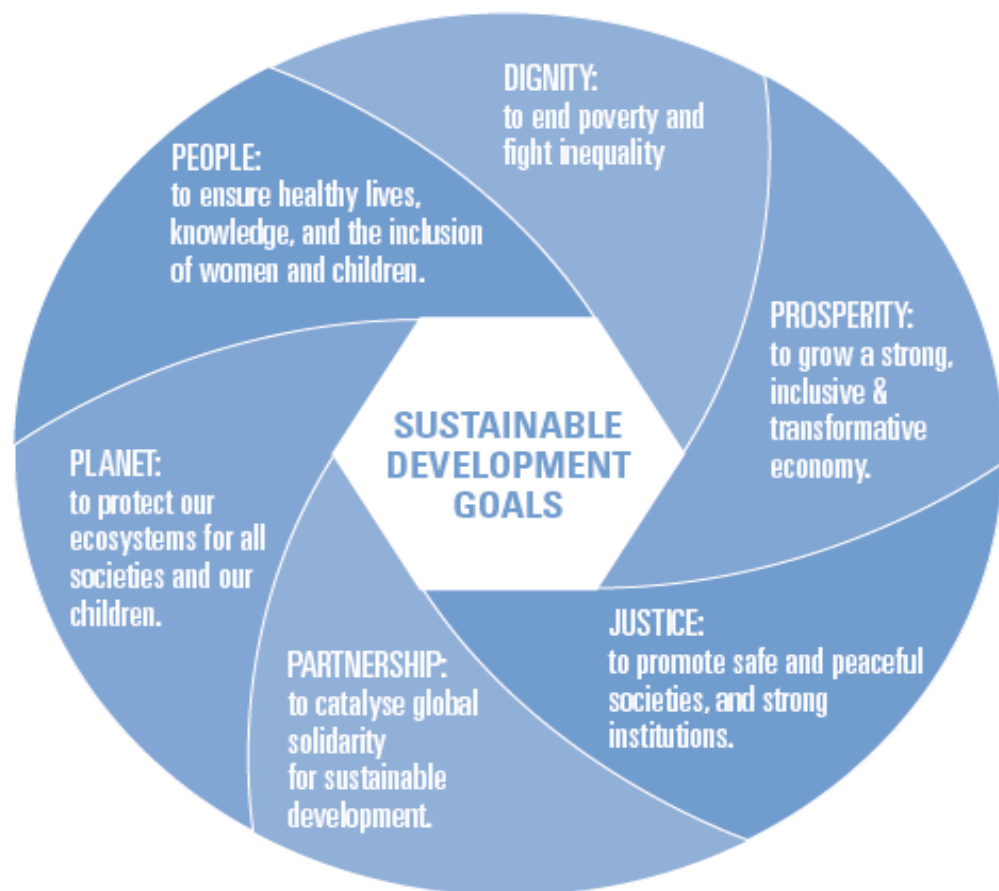 DIGNITY:
to end poverty and
fight inequality
PEOPLE:
to ensure healthy lives,
knowledge, and the inclusion
of women and children.
PROSPERITY:
to grow a strong,
inclusive &
transformative
economy.
SUSTAINABLE
DEVELOPMENT
GOALS
PLANET:
to protect our
ecosystems for all
societies and our
children.
JUSTICE:
to promote safe and peaceful
societies, and strong
institutions.
PARTNERSHIP:
to catalyse global
solidarity
for sustainable
development.